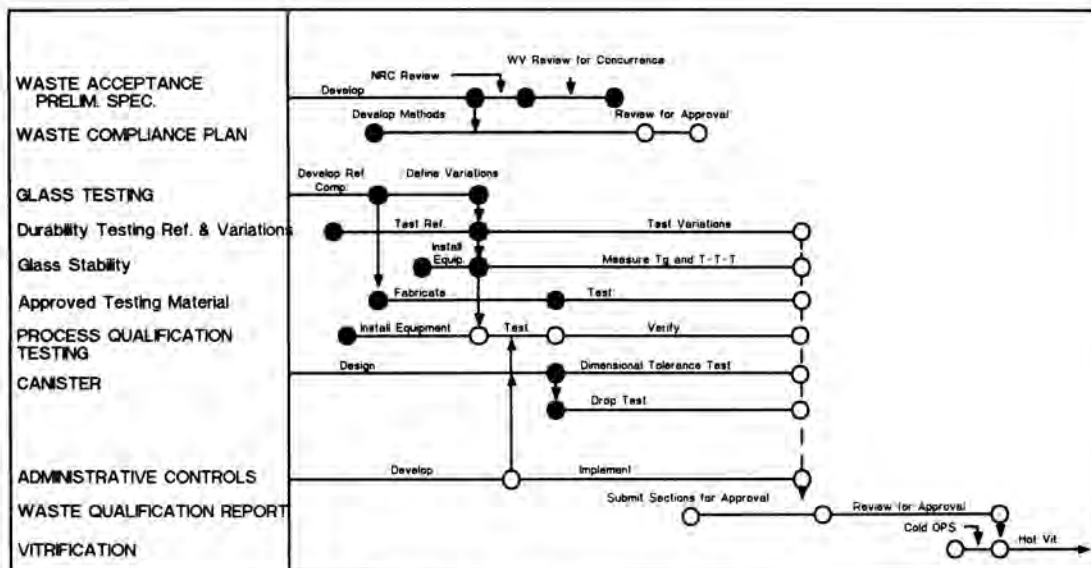 WV Review for Concurrence
NRC Review
WASTE ACCEPTANCE
PRELIM. SPEC.
Develop
Develop Methods
Review for Approval
WASTE COMPLIANCE PLAN
Develop Ref.
Comp.
Define Variations
GLASS TESTING
Durability Testing Ref. & Variations
Test Ref.
Test Variations
Install
Equip.
Glass Stability
Measure Tg and T-T-T
Approved Testing Material
Fabricate
Test
PROCESS QUALIFICATION
TESTING
Install Equipment
Test
Verify
Design
Dimensional Tolerance Test
CANISTER
Drop Test
ADMINISTRATIVE CONTROLS
Develop
Implement
Submit Sections for Approval
WASTE QUALIFICATION REPORT
Review for Approval
Cold OPS
VITRIFICATION
Hot Vit.